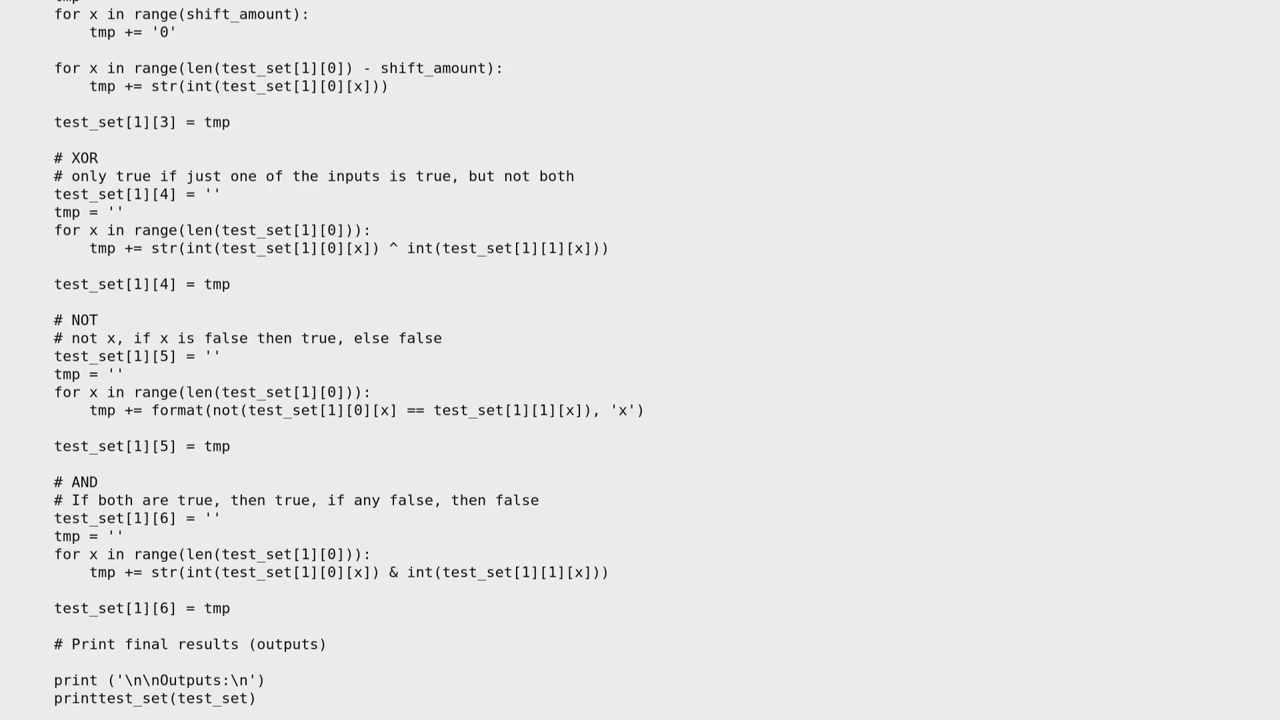 for x in range(shift_amount):
    tmp += '0'
for x in range(len(test_set[1][0]) - shift_amount):
    tmp += str(int(test_set[1][0][x]))
test_set[1][3] = tmp
# XOR
# only true if just one of the inputs is true, but not both
test_set[1][4] = ''
tmp = ''
for x in range(len(test_set[1][0])):
    tmp += str(int(test_set[1][0][x]) ^ int(test_set[1][1][x]))
test_set[1][4] = tmp
# NOT
# not x, if x is false then true, else false
test_set[1][5] = ''
tmp = ''
for x in range(len(test_set[1][0])):
    tmp += format(not(test_set[1][0][x] == test_set[1][1][x]), 'x')
test_set[1][5] = tmp
# AND
# If both are true, then true, if any false, then false
test_set[1][6] = ''
tmp = ''
for x in range(len(test_set[1][0])):
    tmp += str(int(test_set[1][0][x]) & int(test_set[1][1][x]))
test_set[1][6] = tmp
# Print final results (outputs)
print ('\n\nOutputs:\n')
printtest_set(test_set)